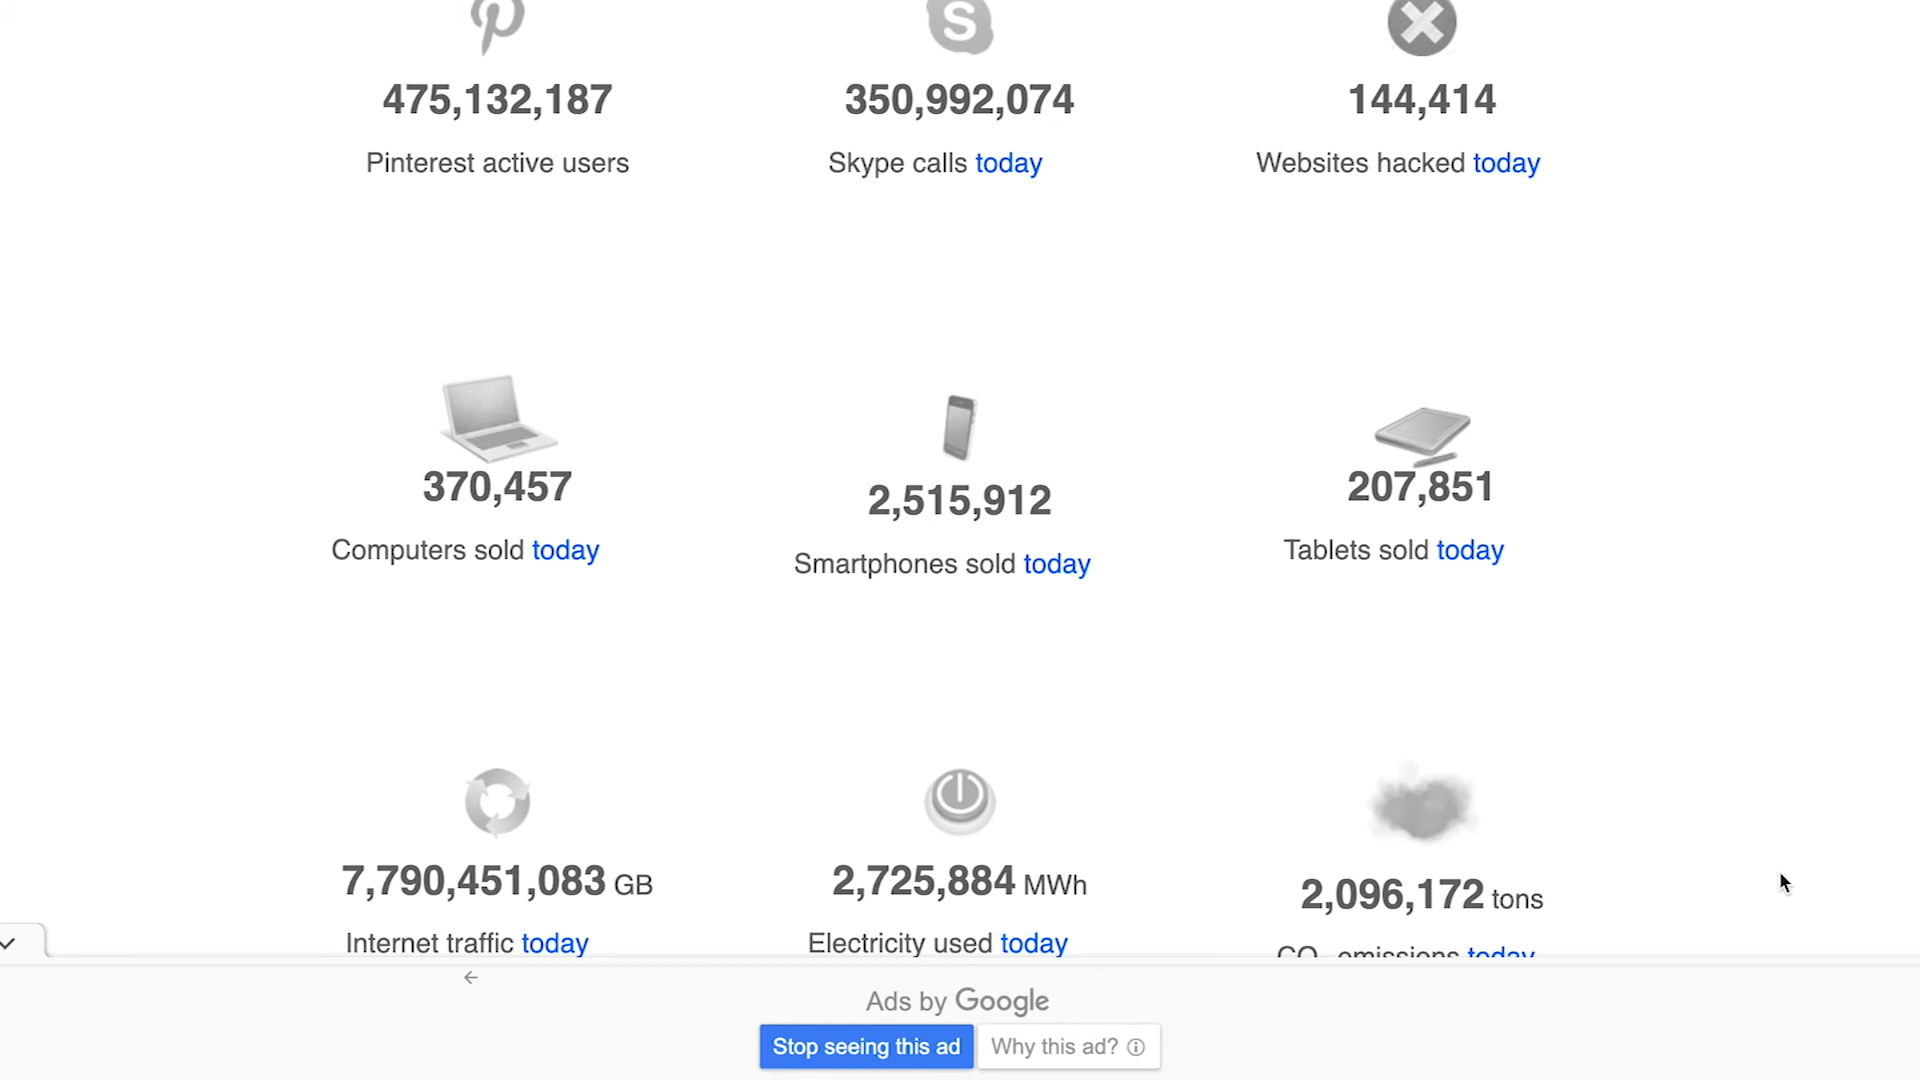 475,132,187
350,992,074
144,414
Pinterest active users
Skype calls today
Websites hacked today
370,457
2,515,912
207,851
Computers sold today
Smartphones sold today
Tablets sold today
7,790,451,083 GB
2,725,884 MWh
2,096,172 tons
Internet traffic today
Electricity used today
CO₂ emissions today
Ads by Google
Stop seeing this ad
Why this ad?